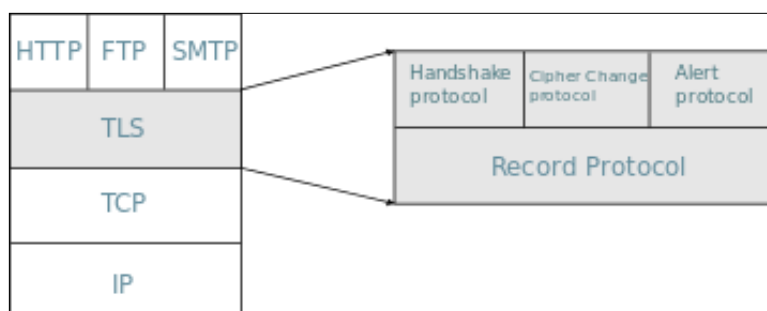 HTTP FTP SMTP
TLS
TCP
IP
Handshake protocol
Cipher Change protocol
Alert protocol
Record Protocol